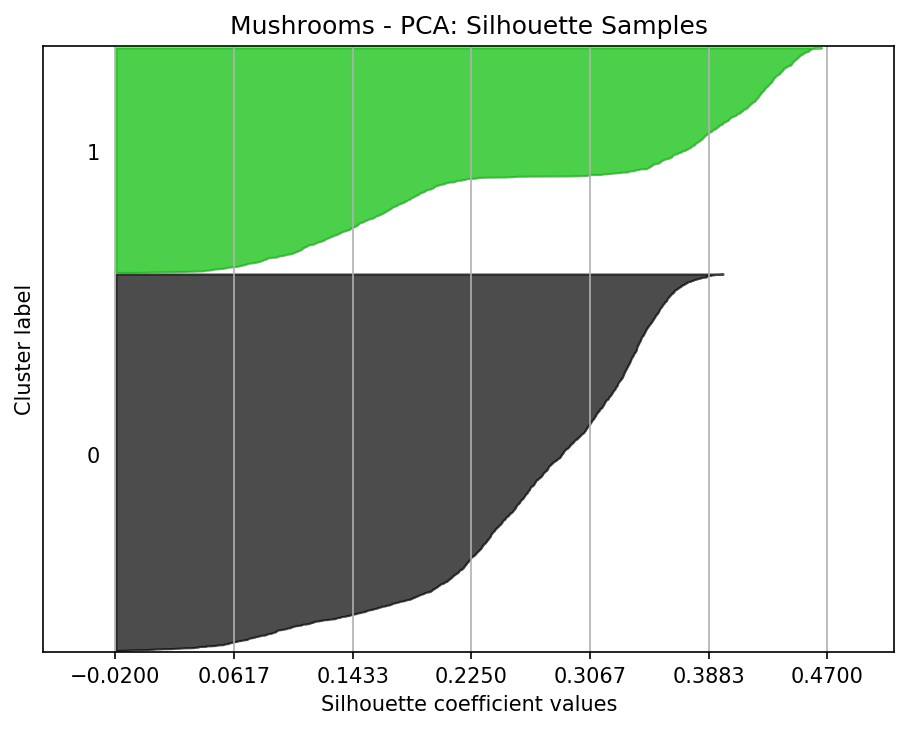 Mushrooms - PCA: Silhouette Samples
1
0
Cluster label
−0.0200 0.0617 0.1433 0.2250 0.3067 0.3883 0.4700
Silhouette coefficient values